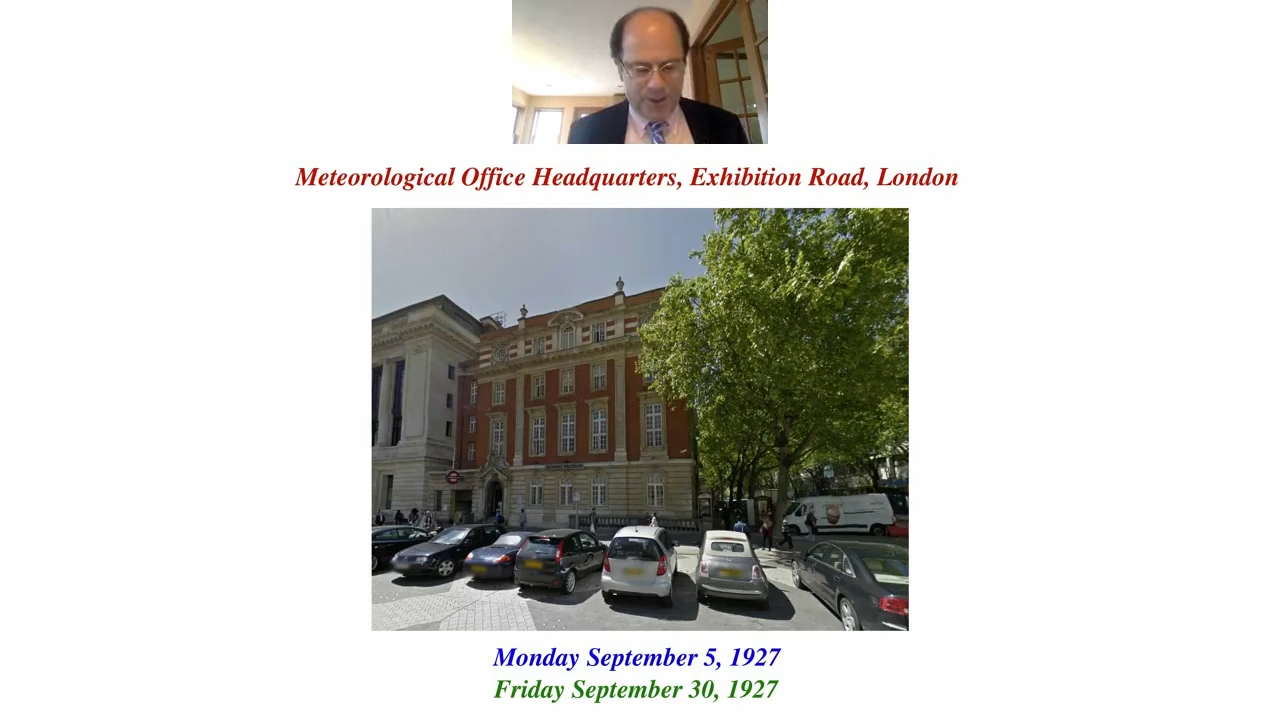 Meteorological Office Headquarters, Exhibition Road, London
Monday September 5, 1927
Friday September 30, 1927